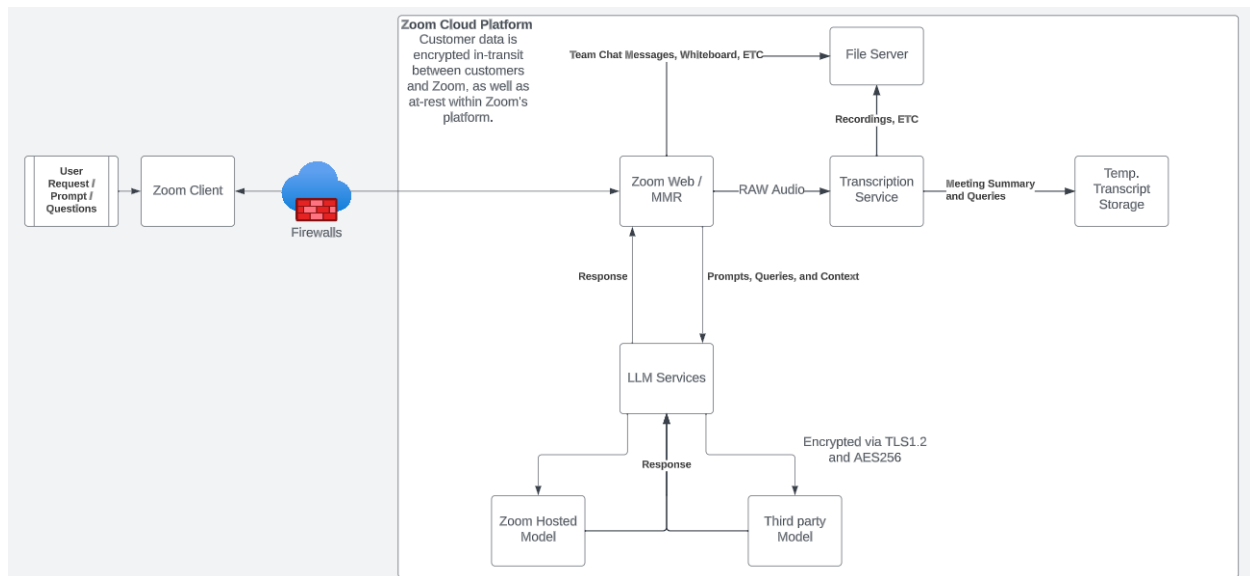 Zoom Cloud Platform
Customer data is
encrypted in-transit
between customers
and Zoom, as well as
at-rest within Zoom's
platform.
Team Chat Messages, Whiteboard, ETC
File Server
Recordings, ETC
User
Request /
Prompt /
Questions
Zoom Client
Firewalls
Zoom Web /
MMR
RAW Audio
Transcription
Service
Meeting Summary
and Queries
Temp.
Transcript
Storage
Response
Prompts, Queries, and Context
LLM Services
Encrypted via TLS1.2
and AES256
Response
Zoom Hosted
Model
Third party
Model